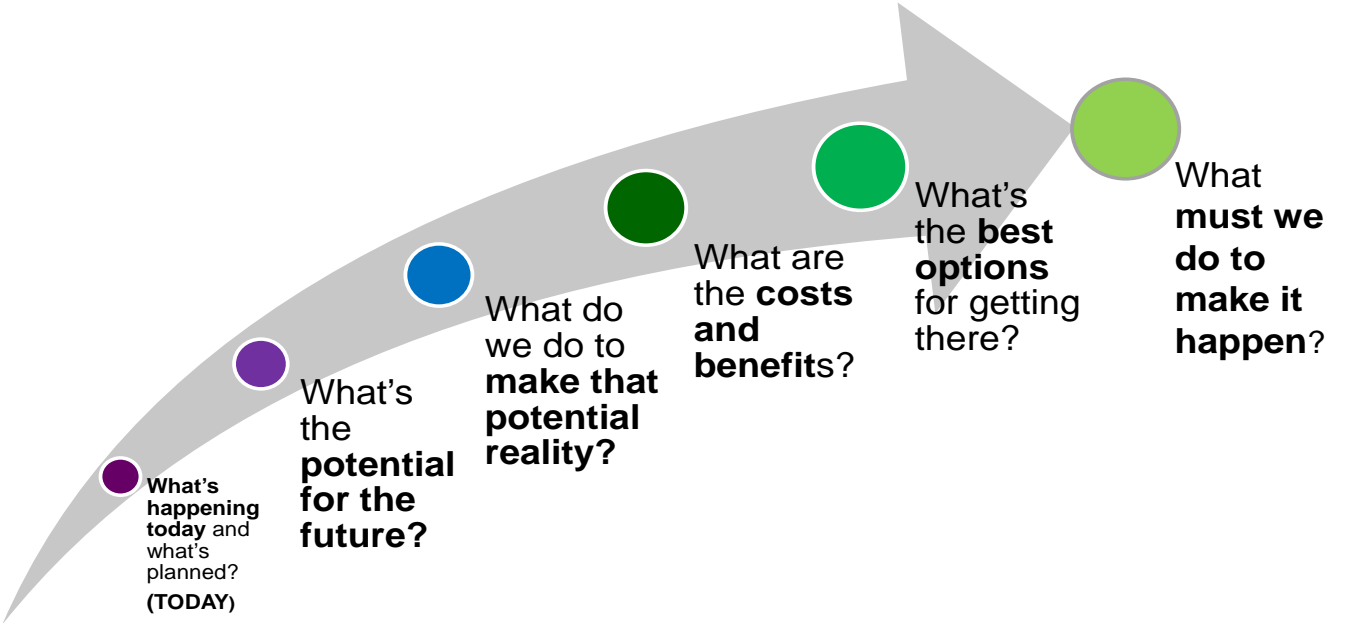 What's
happening
today and
what's
planned?
(TODAY)
What's
the
potential
for the
future?
What do
we do to
make that
potential
reality?
What are
the costs
and
benefits?
What's
the best
options
for getting
there?
What
must we
do to
make it
happen?